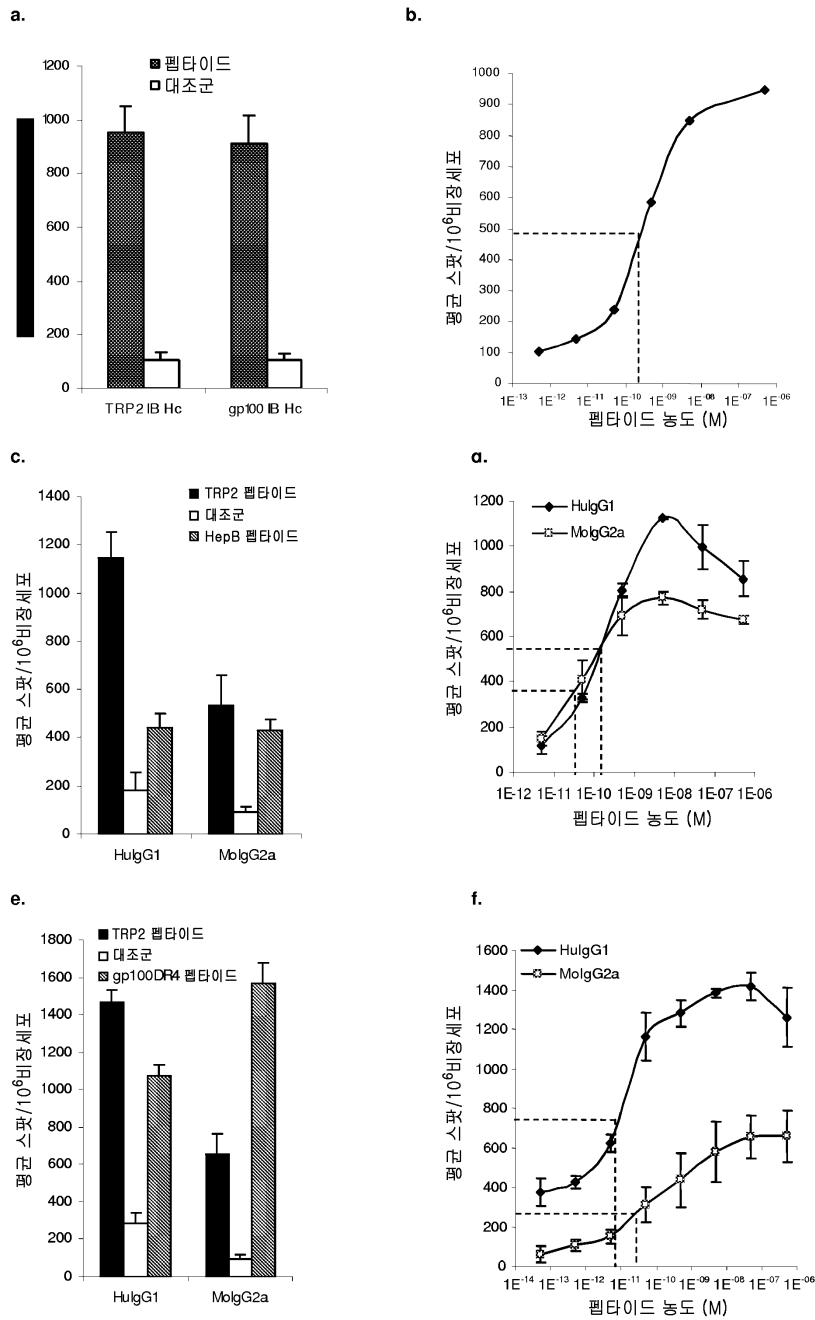 a.
1200
1000
800
600
400
200
0
펩타이드
대조군
TRP2 IB Hc
gp100 IB Hc
b.
평균 스팟/10⁶비장세포
1000
900
800
700
600
500
400
300
200
100
0
1E-13 1E-12 1E-11 1E-10 1E-09 1E-08 1E-07 1E-06
펩타이드 농도 (M)
c.
평균 스팟/10⁶비장세포
1400
1200
1000
800
600
400
200
0
TRP2 펩타이드
대조군
HepB 펩타이드
HuIgG1
MoIgG2a
d.
평균 스팟/10⁶비장세포
1200
1000
800
600
400
200
0
HuIgG1
MoIgG2a
1E-12 1E-11 1E-10 1E-09 1E-08 1E-07 1E-06
펩타이드 농도 (M)
e.
평균 스팟/10⁶비장세포
1800
1600
1400
1200
1000
800
600
400
200
0
TRP2 펩타이드
대조군
gp100DR4 펩타이드
HuIgG1
MoIgG2a
f.
평균 스팟/10⁶비장세포
1600
1400
1200
1000
800
600
400
200
0
HuIgG1
MoIgG2a
1E-14 1E-13 1E-12 1E-11 1E-10 1E-09 1E-08 1E-07 1E-06
펩타이드 농도 (M)